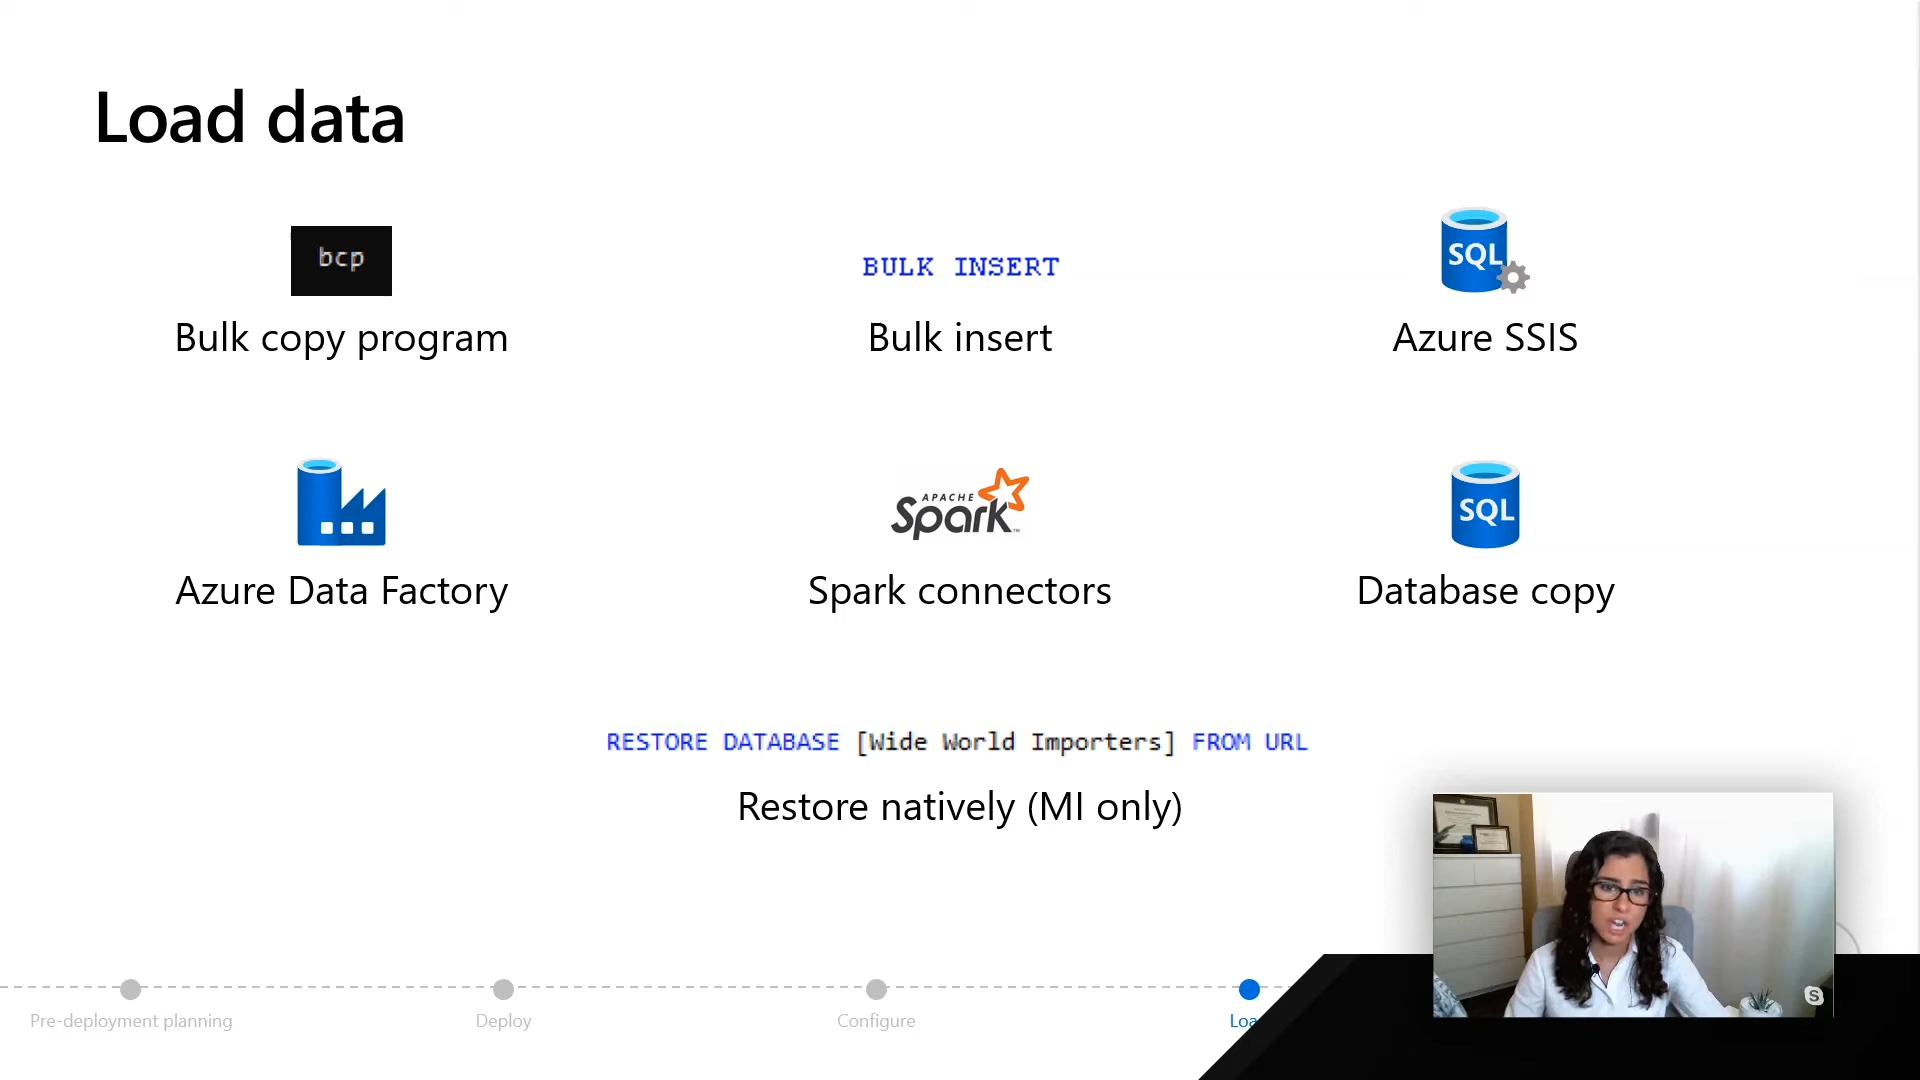 Load data
bcp
Bulk copy program
BULK INSERT
Bulk insert
SQL
Azure SSIS
Azure Data Factory
APACHE
Spark™
Spark connectors
SQL
Database copy
RESTORE DATABASE [Wide World Importers] FROM URL
Restore natively (MI only)
Pre-deployment planning
Deploy
Configure
Loa